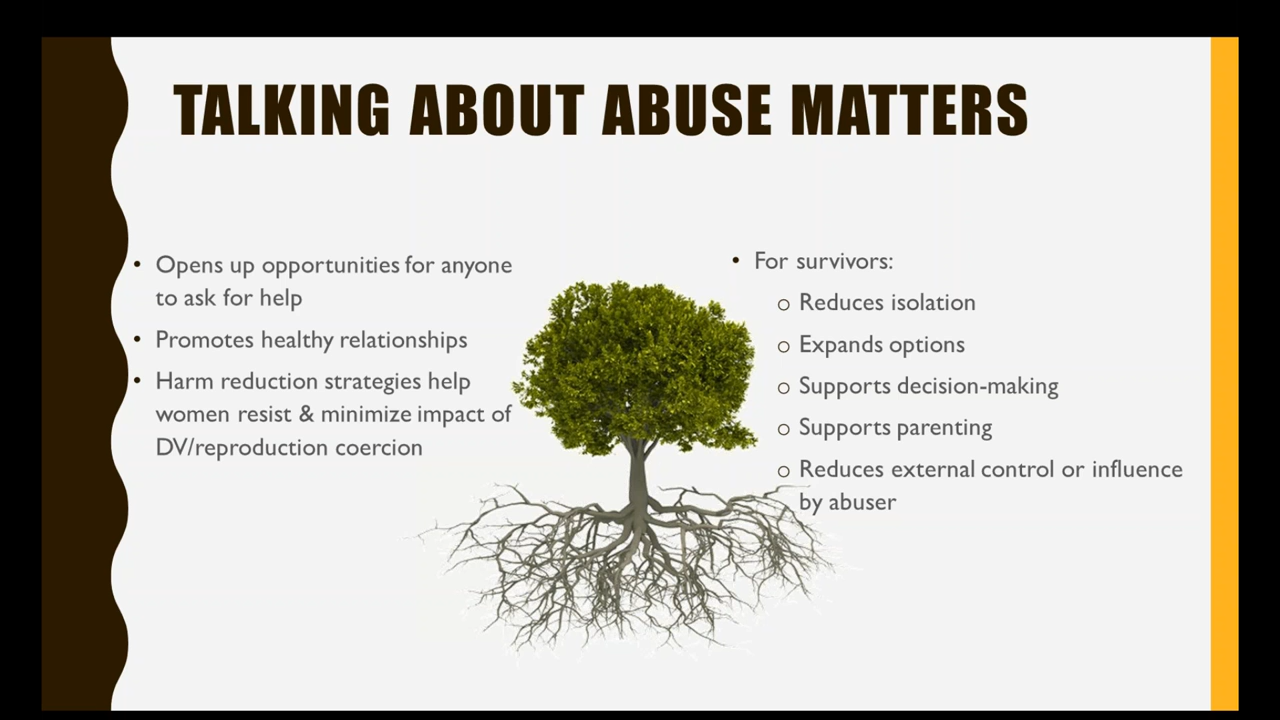 TALKING ABOUT ABUSE MATTERS
• Opens up opportunities for anyone
to ask for help
• Promotes healthy relationships
• Harm reduction strategies help
women resist & minimize impact of
DV/reproduction coercion
• For survivors:
o Reduces isolation
o Expands options
o Supports decision-making
o Supports parenting
o Reduces external control or influence
by abuser